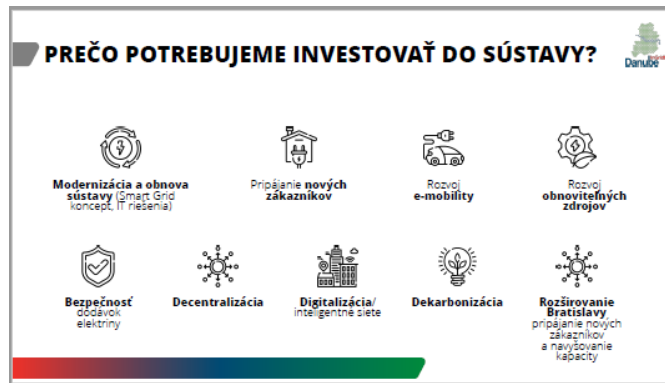 PREČO POTREBUJEME INVESTOVAŤ DO SÚSTAVY?
Danube
Modernizácia a obnova
sústavy (Smart Grid
koncept, IT riešenia)
Pripájanie nových
zákazníkov
Rozvoj
e-mobility
Rozvoj
obnoviteľných
zdrojov
Bezpečnosť
dodávok
elektriny
Decentralizácia
Digitalizácia/
inteligentné siete
Dekarbonizácia
Rozširovanie
Bratislavy,
pripájanie nových
zákazníkov
a navyšovanie
kapacity